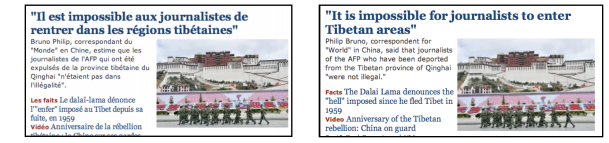 "Il est impossible aux journalistes de
rentrer dans les régions tibétaines"
Bruno Philip, correspondant du
"Monde" en Chine, estime que les
journalistes de l'AFP qui ont été
expulsés de la province tibétaine du
Qinghai "n'étaient pas dans
l'illégalité".
Les faits Le dalaï-lama dénonce
l'"enfer" imposé au Tibet depuis sa
fuite, en 1959
Vidéo Anniversaire de la rébellion
"It is impossible for journalists to enter
Tibetan areas"
Philip Bruno, correspondent for
"World" in China, said that journalists
of the AFP who have been deported
from the Tibetan province of Qinghai
"were not illegal."
Facts The Dalai Lama denounces the
"hell" imposed since he fled Tibet in
1959
Video Anniversary of the Tibetan
rebellion: China on guard